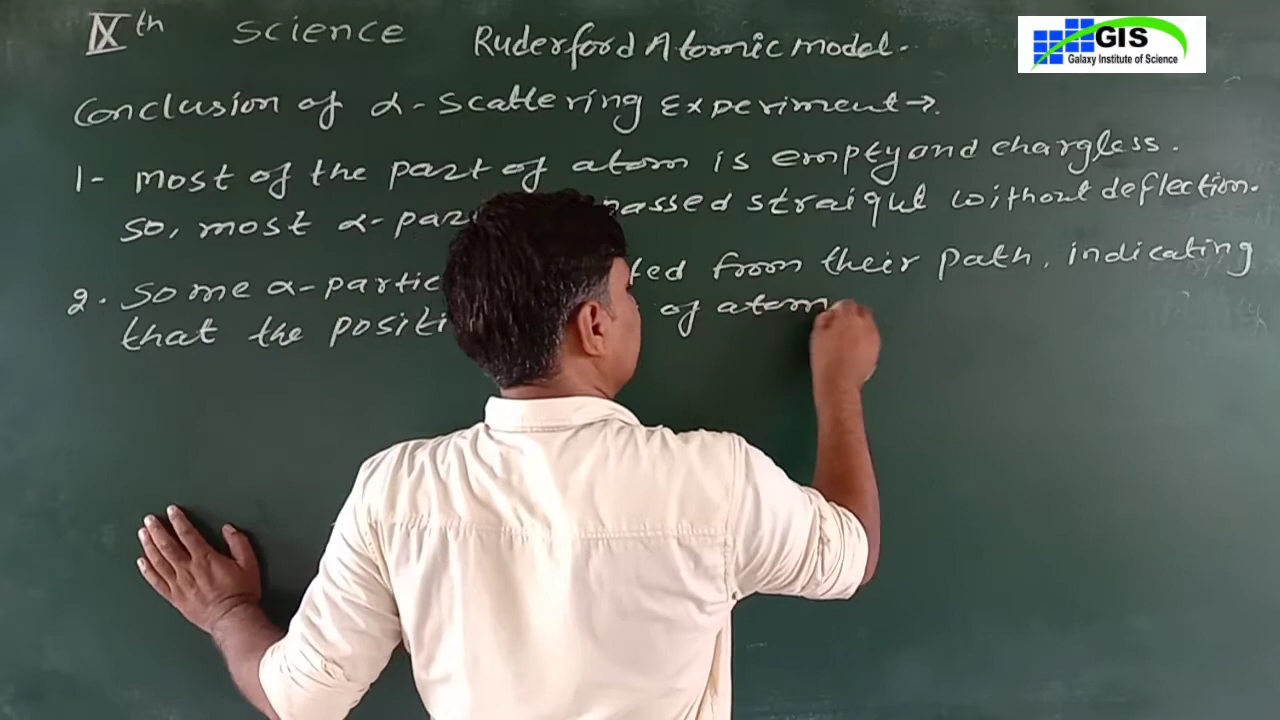 IXth Science Ruderford Atomic model.
GIS
Galaxy Institute of Science
Conclusion of α-scattering Experiment→
1- most of the part of atom is empty and chargless.
so, most α-par passed straight without deflection.
2. Some α-partic ted from their path, indicating
that the positi of atom